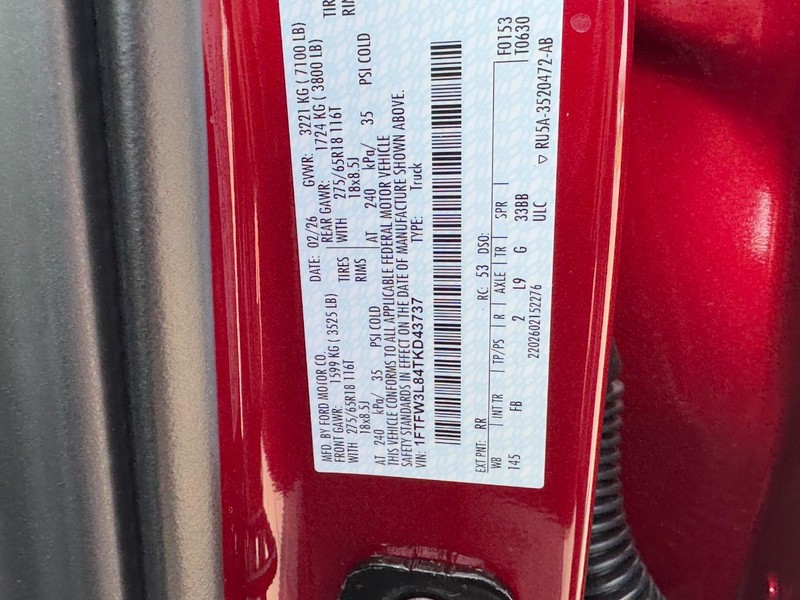 MFD. BY FORD MOTOR CO.
DATE: 02/26 GVWR: 3221 KG ( 7100 LB)
FRONT GAWR: 1599 KG ( 3525 LB) REAR GAWR: 1724 KG ( 3800 LB)
WITH 275/65R18 116T TIRES WITH 275/65R18 116T TIRES
18x8.5J RIMS 18x8.5J RIMS
AT 240 kPa/ 35 PSI COLD AT 240 kPa/ 35 PSI COLD
THIS VEHICLE CONFORMS TO ALL APPLICABLE FEDERAL MOTOR VEHICLE
SAFETY STANDARDS IN EFFECT ON THE DATE OF MANUFACTURE SHOWN ABOVE.
VIN: 1FTFW3L84TKD43737 TYPE: Truck
F0153
T0630
EXT PNT: RR RC: 53 DSO:
WB INT TR TP/PS R AXLE TR SPR
145 FB 2 L9 G 33BB
2202602152276 ULC
▽ RU5A-3520472-AB